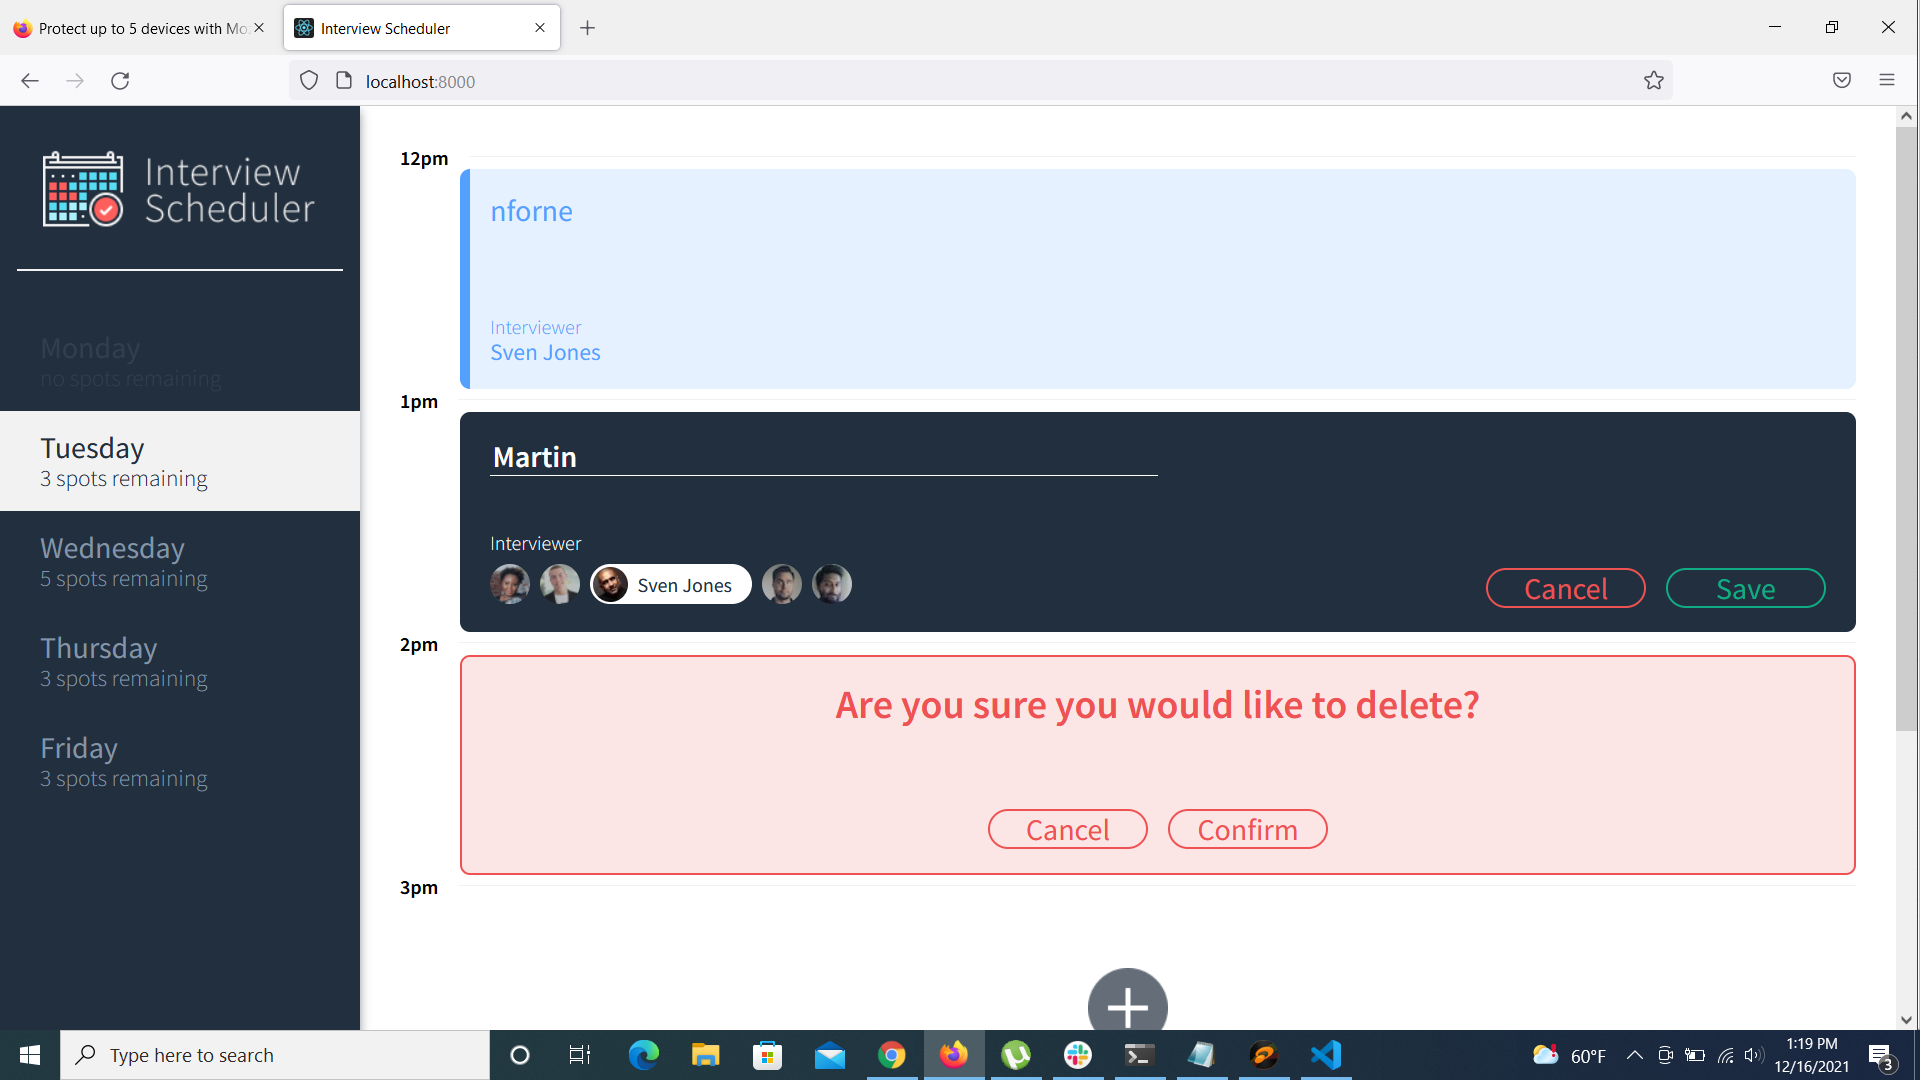 Protect up to 5 devices with Mo
Interview Scheduler
localhost:8000
Interview
Scheduler
Monday
no spots remaining
Tuesday
3 spots remaining
Wednesday
5 spots remaining
Thursday
3 spots remaining
Friday
3 spots remaining
12pm
nforne
Interviewer
Sven Jones
1pm
Martin
Interviewer
Sven Jones
Cancel
Save
2pm
Are you sure you would like to delete?
Cancel
Confirm
3pm
Type here to search
60°F
1:19 PM
12/16/2021
3